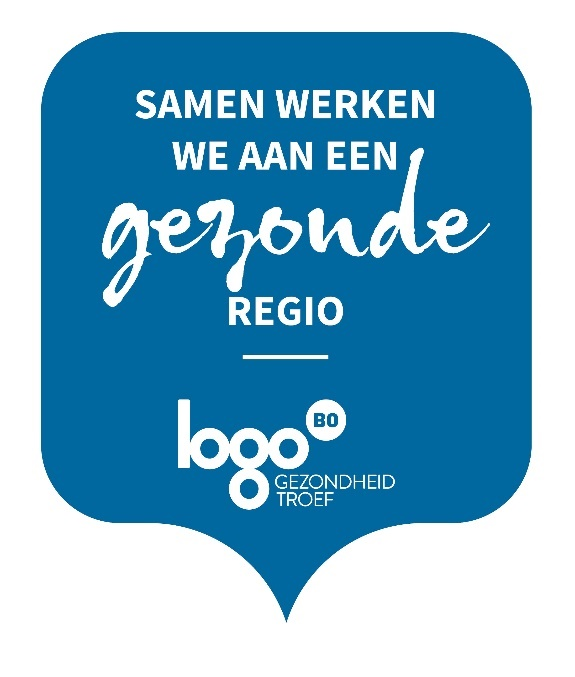 SAMEN WERKEN
WE AAN EEN
gezonde
REGIO
logo BO
GEZONDHEID
TROEF